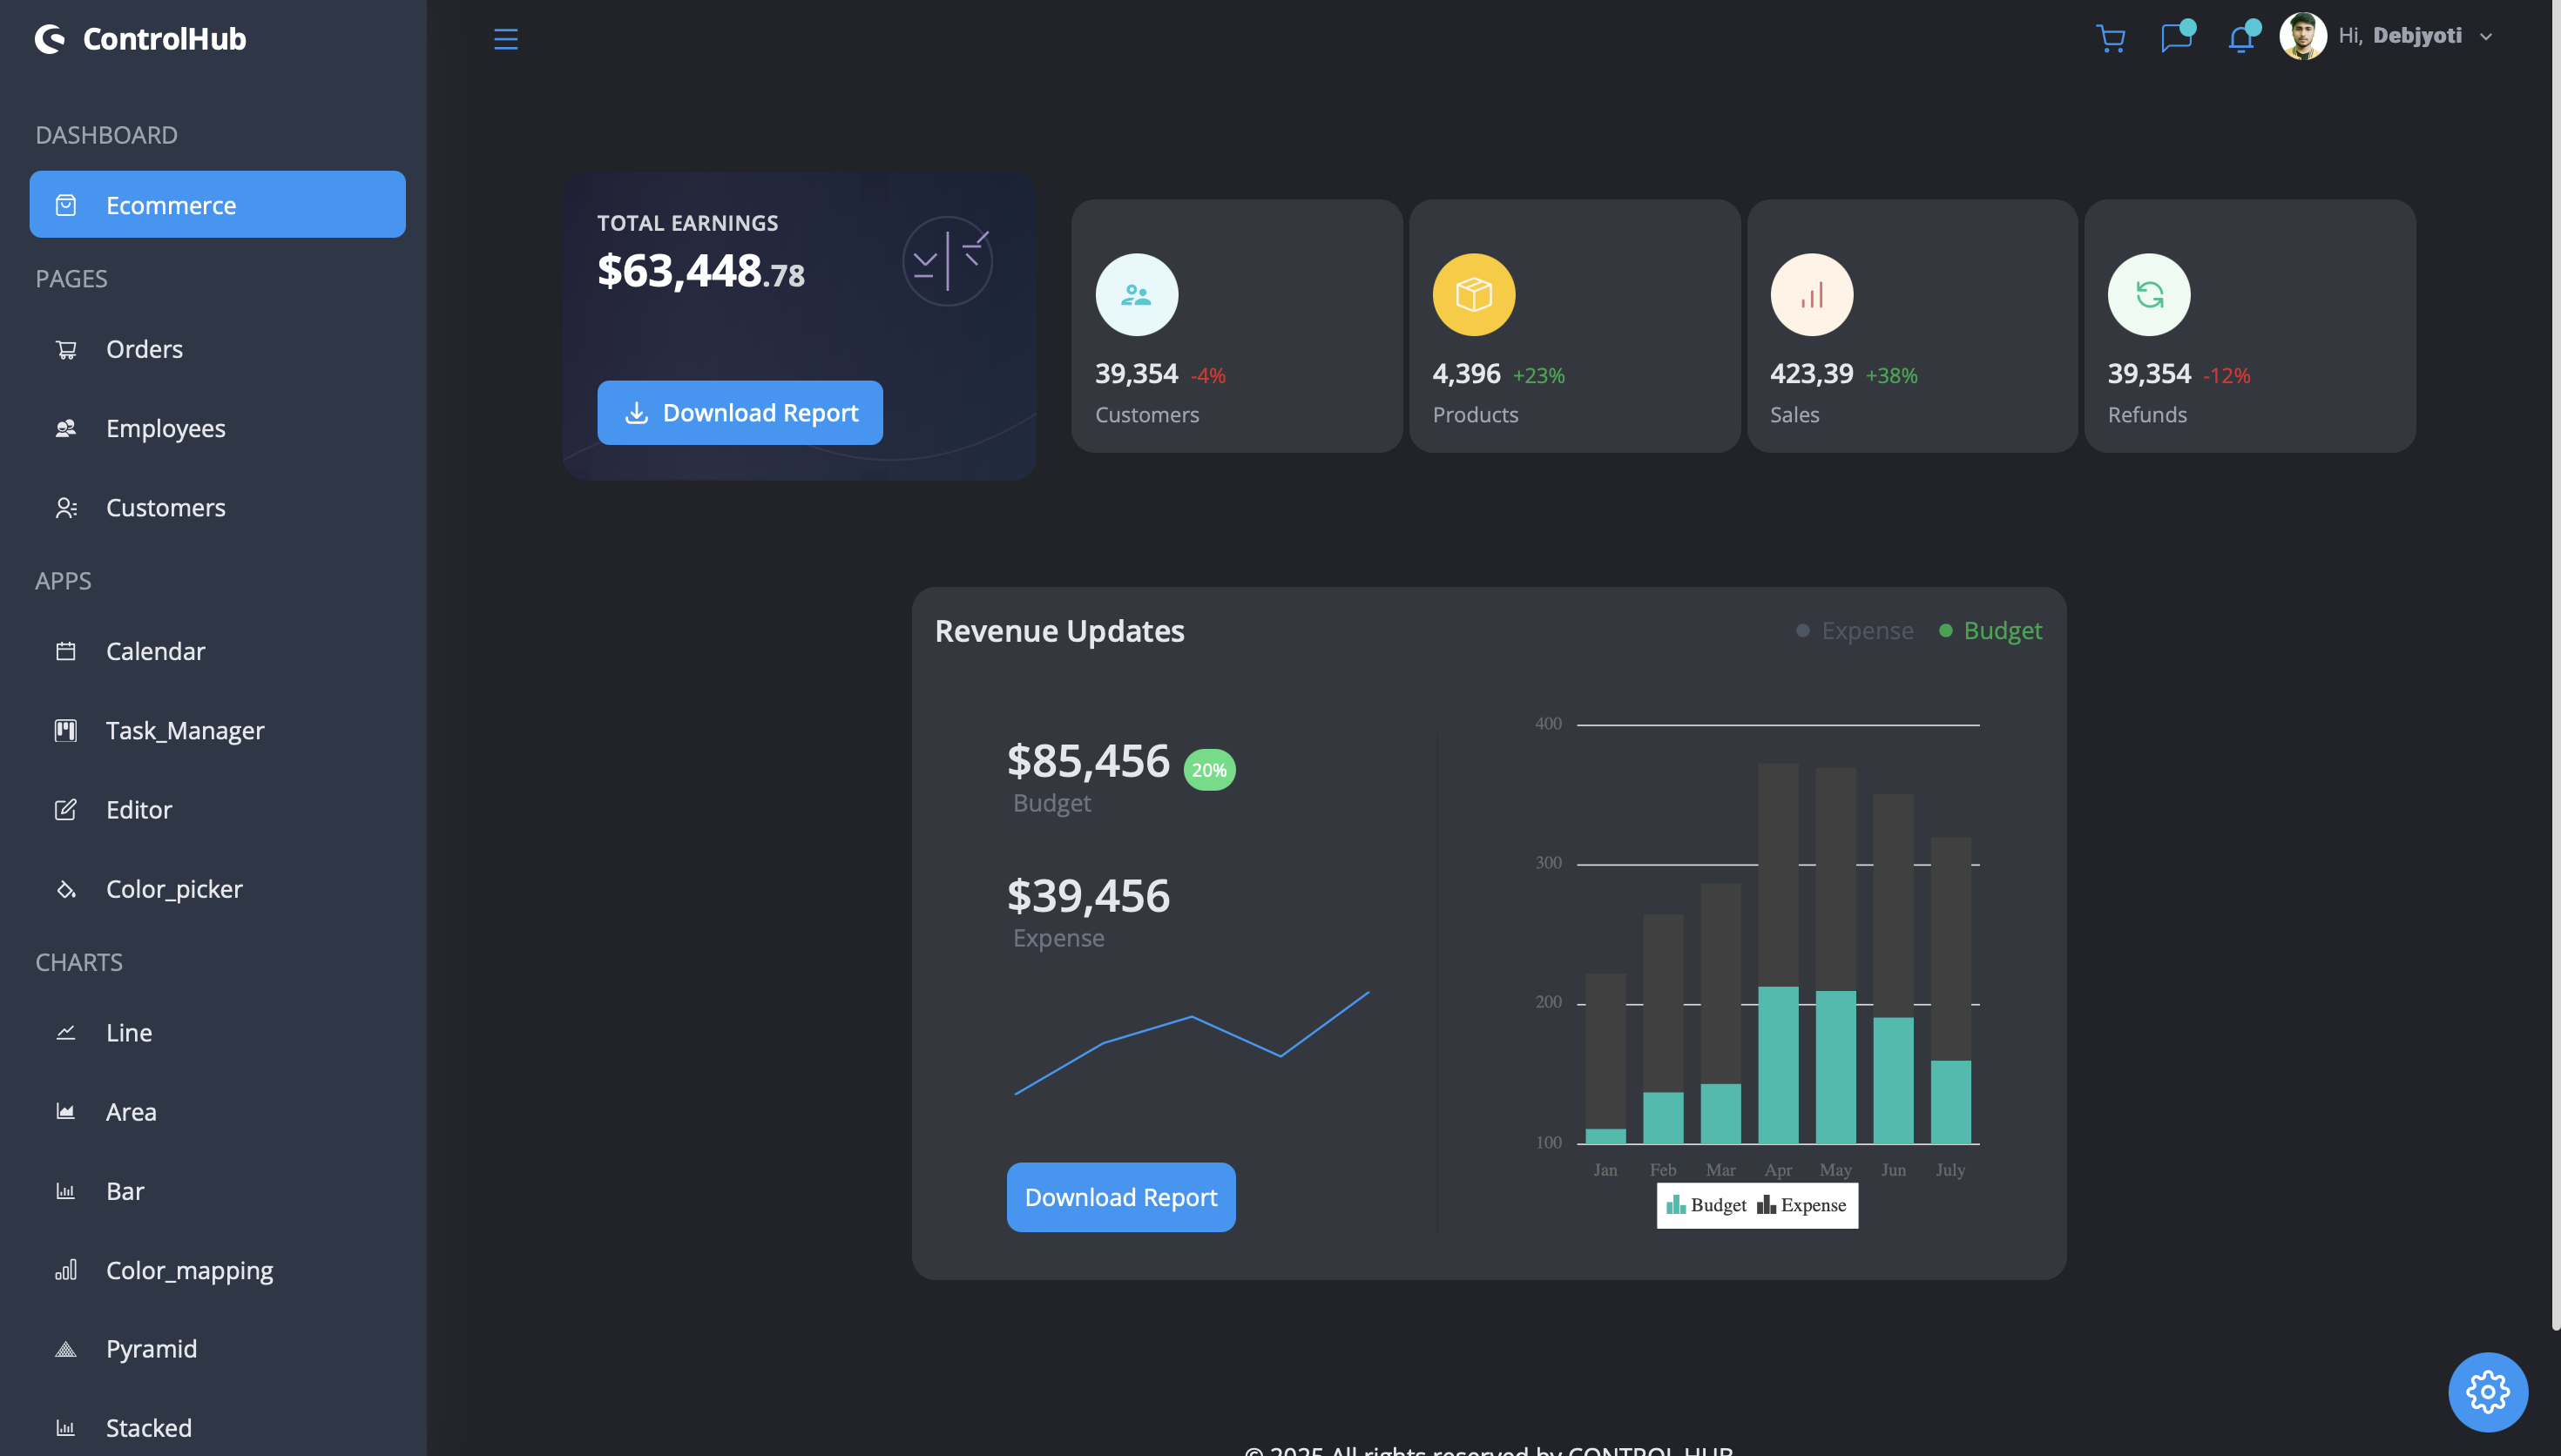 ControlHub
Hi, Debjyoti
DASHBOARD
Ecommerce
PAGES
Orders
Employees
Customers
APPS
Calendar
Task_Manager
Editor
Color_picker
CHARTS
Line
Area
Bar
Color_mapping
Pyramid
Stacked
TOTAL EARNINGS
$63,448.78
Download Report
39,354 -4%
Customers
4,396 +23%
Products
423,39 +38%
Sales
39,354 -12%
Refunds
Revenue Updates
Expense Budget
$85,456 20%
Budget
$39,456
Expense
Download Report
400
300
200
100
Jan Feb Mar Apr May Jun July
Budget Expense
© 2025 All rights reserved by CONTROL HUB